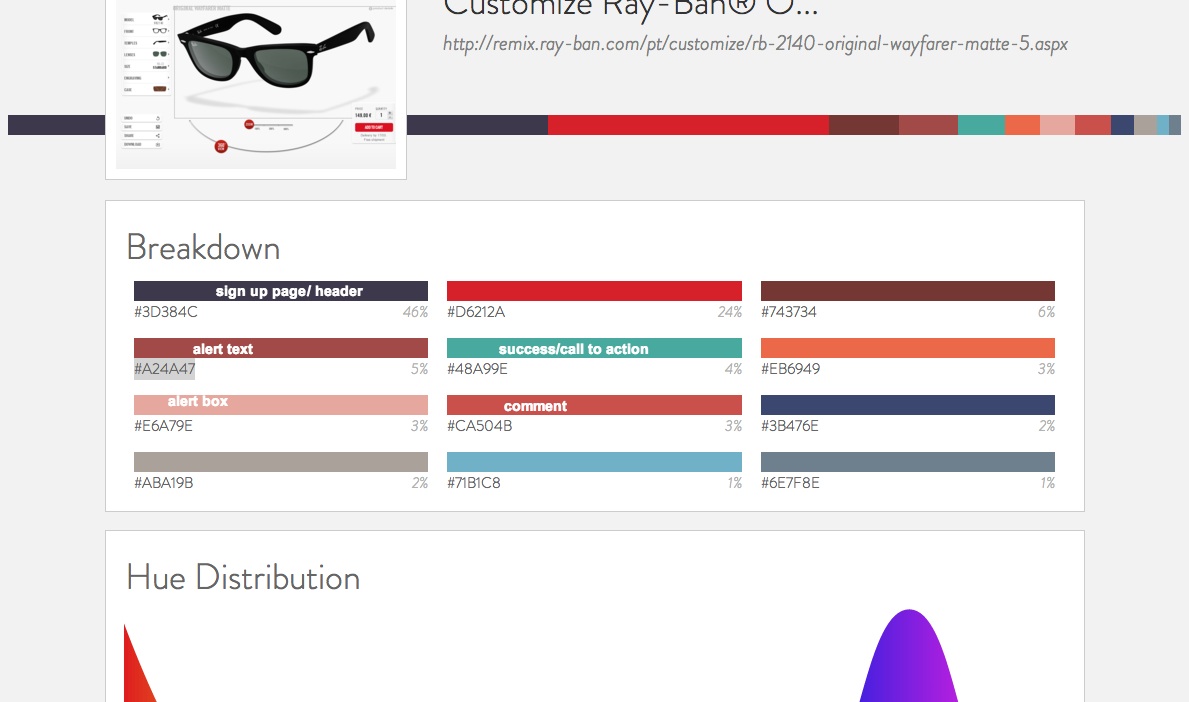 Customize Ray-Ban® O...
http://remix.ray-ban.com/pt/customize/rb-2140-original-wayfarer-matte-5.aspx
ADD TO CART
Breakdown
sign up page/ header
#3D384C 46% #D6212A 24% #743734 6%
alert text success/call to action
#A24A47 5% #48A99E 4% #EB6949 3%
alert box comment
#E6A79E 3% #CA504B 3% #3B476E 2%
#ABA19B 2% #71B1C8 1% #6E7F8E 1%
Hue Distribution